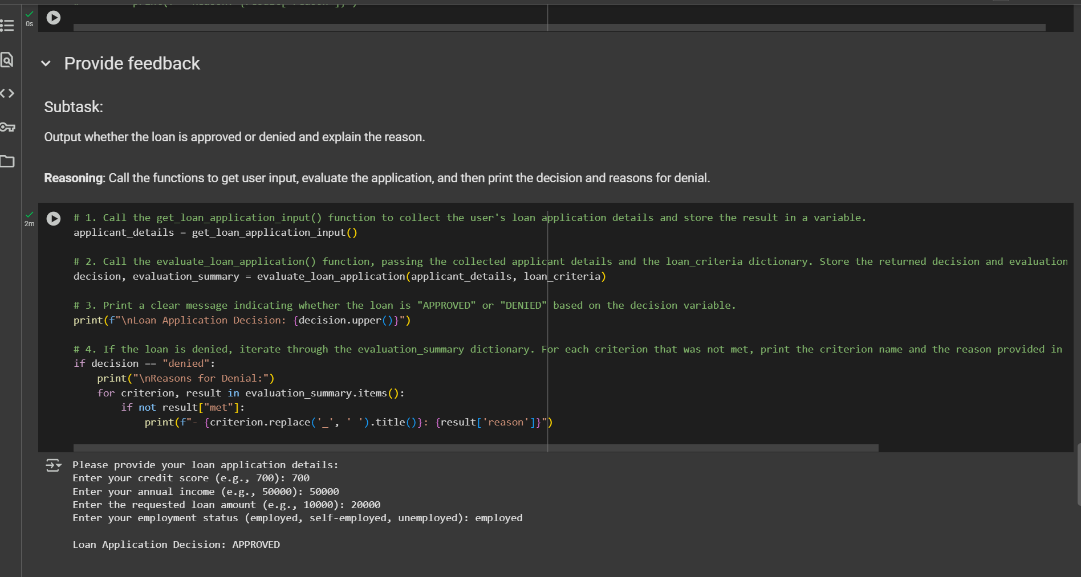 0s
Provide feedback
Subtask:
Output whether the loan is approved or denied and explain the reason.
Reasoning: Call the functions to get user input, evaluate the application, and then print the decision and reasons for denial.
2m
# 1. Call the get_loan_application_input() function to collect the user's loan application details and store the result in a variable.
applicant_details = get_loan_application_input()
# 2. Call the evaluate_loan_application() function, passing the collected applicant details and the loan_criteria dictionary. Store the returned decision and evaluation
decision, evaluation_summary = evaluate_loan_application(applicant_details, loan_criteria)
# 3. Print a clear message indicating whether the loan is "APPROVED" or "DENIED" based on the decision variable.
print(f"\nLoan Application Decision: {decision.upper()}")
# 4. If the loan is denied, iterate through the evaluation_summary dictionary. For each criterion that was not met, print the criterion name and the reason provided in
if decision == "denied":
print("\nReasons for Denial:")
for criterion, result in evaluation_summary.items():
if not result["met"]:
print(f"- {criterion.replace('_', ' ').title()}: {result['reason']}")
Please provide your loan application details:
Enter your credit score (e.g., 700): 700
Enter your annual income (e.g., 50000): 50000
Enter the requested loan amount (e.g., 10000): 20000
Enter your employment status (employed, self-employed, unemployed): employed
Loan Application Decision: APPROVED